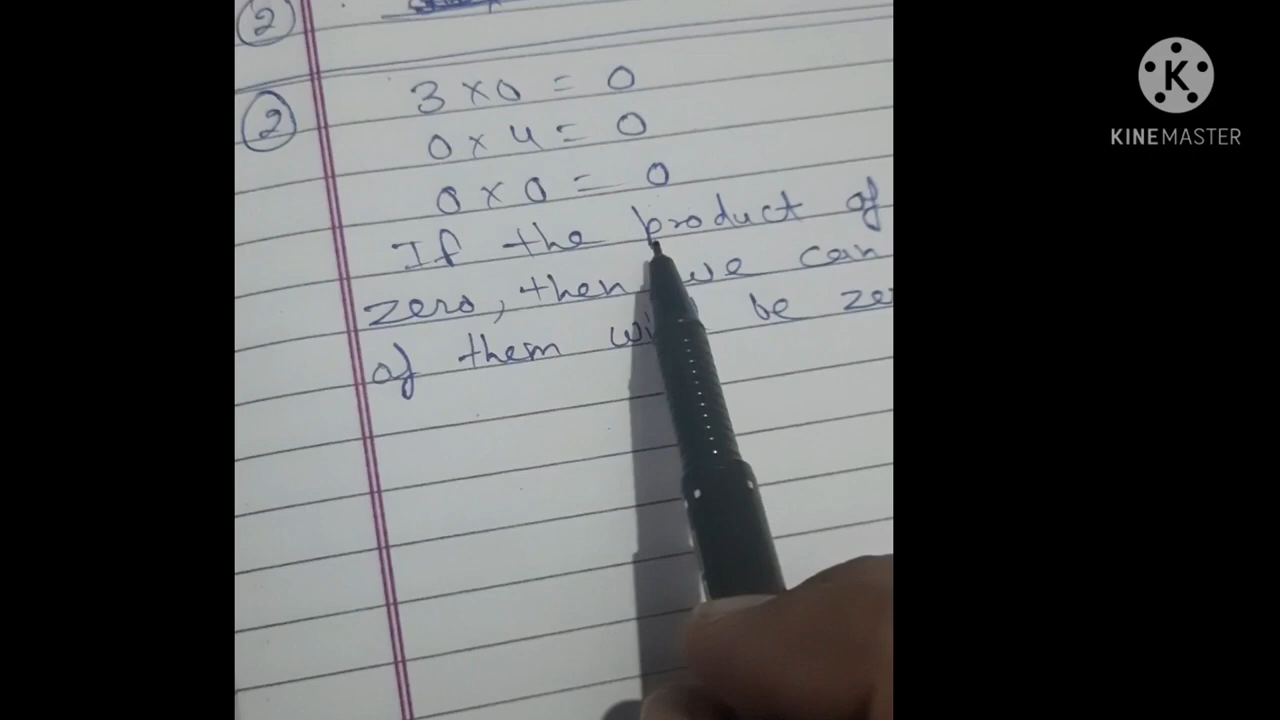 2
2
3 x 0 = 0
0 x 4 = 0
0 x 0 = 0
If the product of
zero, then we can
of them be
KINEMASTER